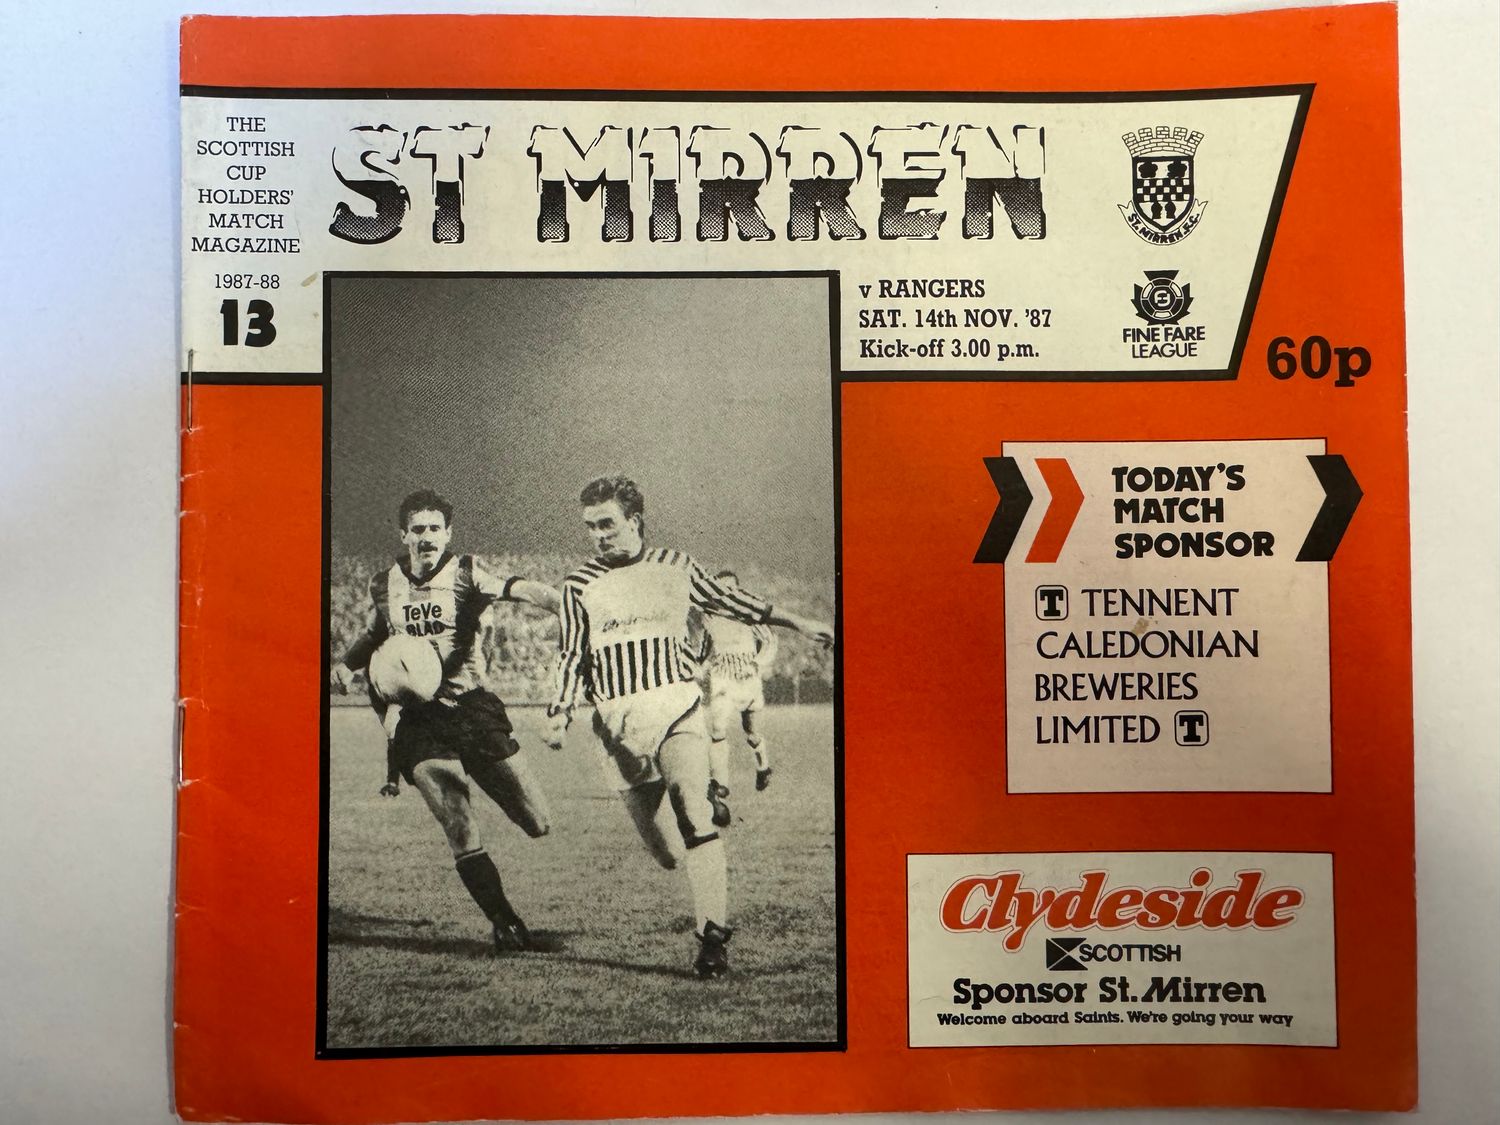 THE
SCOTTISH
CUP
HOLDERS'
MATCH
MAGAZINE
1987-88
13
ST MIRREN
ST. MIRREN F.C.
v RANGERS
SAT. 14th NOV. '87
Kick-off 3.00 p.m.
FINE FARE
LEAGUE
60p
TeVe
BLAD
TODAY'S
MATCH
SPONSOR
T TENNENT
CALEDONIAN
BREWERIES
LIMITED T
Clydeside
SCOTTISH
Sponsor St. Mirren
Welcome aboard Saints. We're going your way